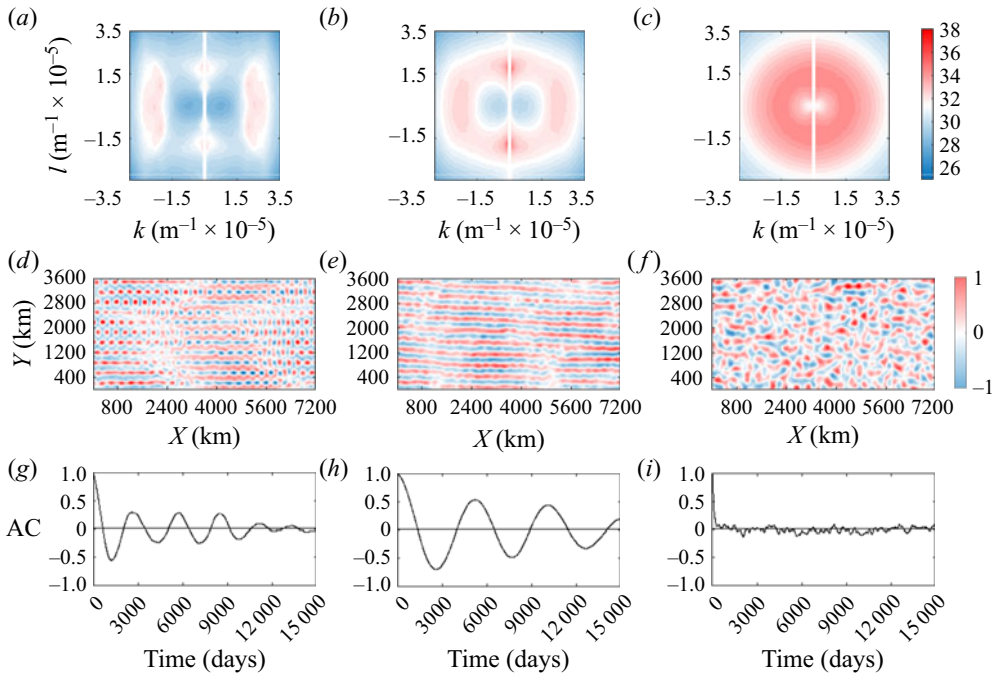 (a) (b) (c)
3.5 3.5 3.5 38
1.5 1.5 1.5 36
34
32
–1.5 –1.5 –1.5 30
28
26
l (m⁻¹ × 10⁻⁵)
–3.5 –1.5 1.5 3.5 –3.5 –1.5 1.5 3.5 –3.5 –1.5 1.5 3.5
k (m⁻¹ × 10⁻⁵) k (m⁻¹ × 10⁻⁵) k (m⁻¹ × 10⁻⁵)
(d) (e) (f)
3600 3600 3600 1
2800 2800 2800
2000 2000 2000 0
1200 1200 1200
400 400 400 –1
Y (km)
800 2400 4000 5600 7200 800 2400 4000 5600 7200 800 2400 4000 5600 7200
X (km) X (km) X (km)
(g) (h) (i)
1.0 1.0 1.0
0.5 0.5 0.5
AC 0 0 0
–0.5 –0.5 –0.5
–1.0 –1.0 –1.0
0 3000 6000 9000 12 000 15 000 0 3000 6000 9000 12 000 15 000 0 3000 6000 9000 12 000 15 000
Time (days) Time (days) Time (days)